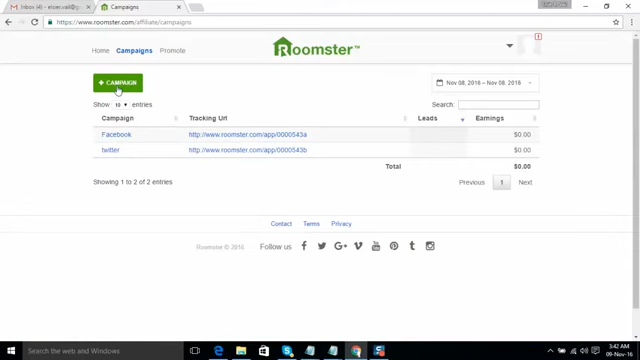 Campaigns
https://www.roomster.com/affiliate/campaigns
Home Campaigns Promote
Roomster™
1
+ CAMPAIGN
Nov 08, 2016 – Nov 08, 2016
Show 10 entries
Search:
Campaign Tracking Url Leads Earnings
Facebook http://www.roomster.com/app/0000543a $0.00
twitter http://www.roomster.com/app/0000543b $0.00
Total $0.00
Showing 1 to 2 of 2 entries
Previous 1 Next
Contact Terms Privacy
Roomster © 2016 Follow us
Search the web and Windows
3:42 AM
09-Nov-16